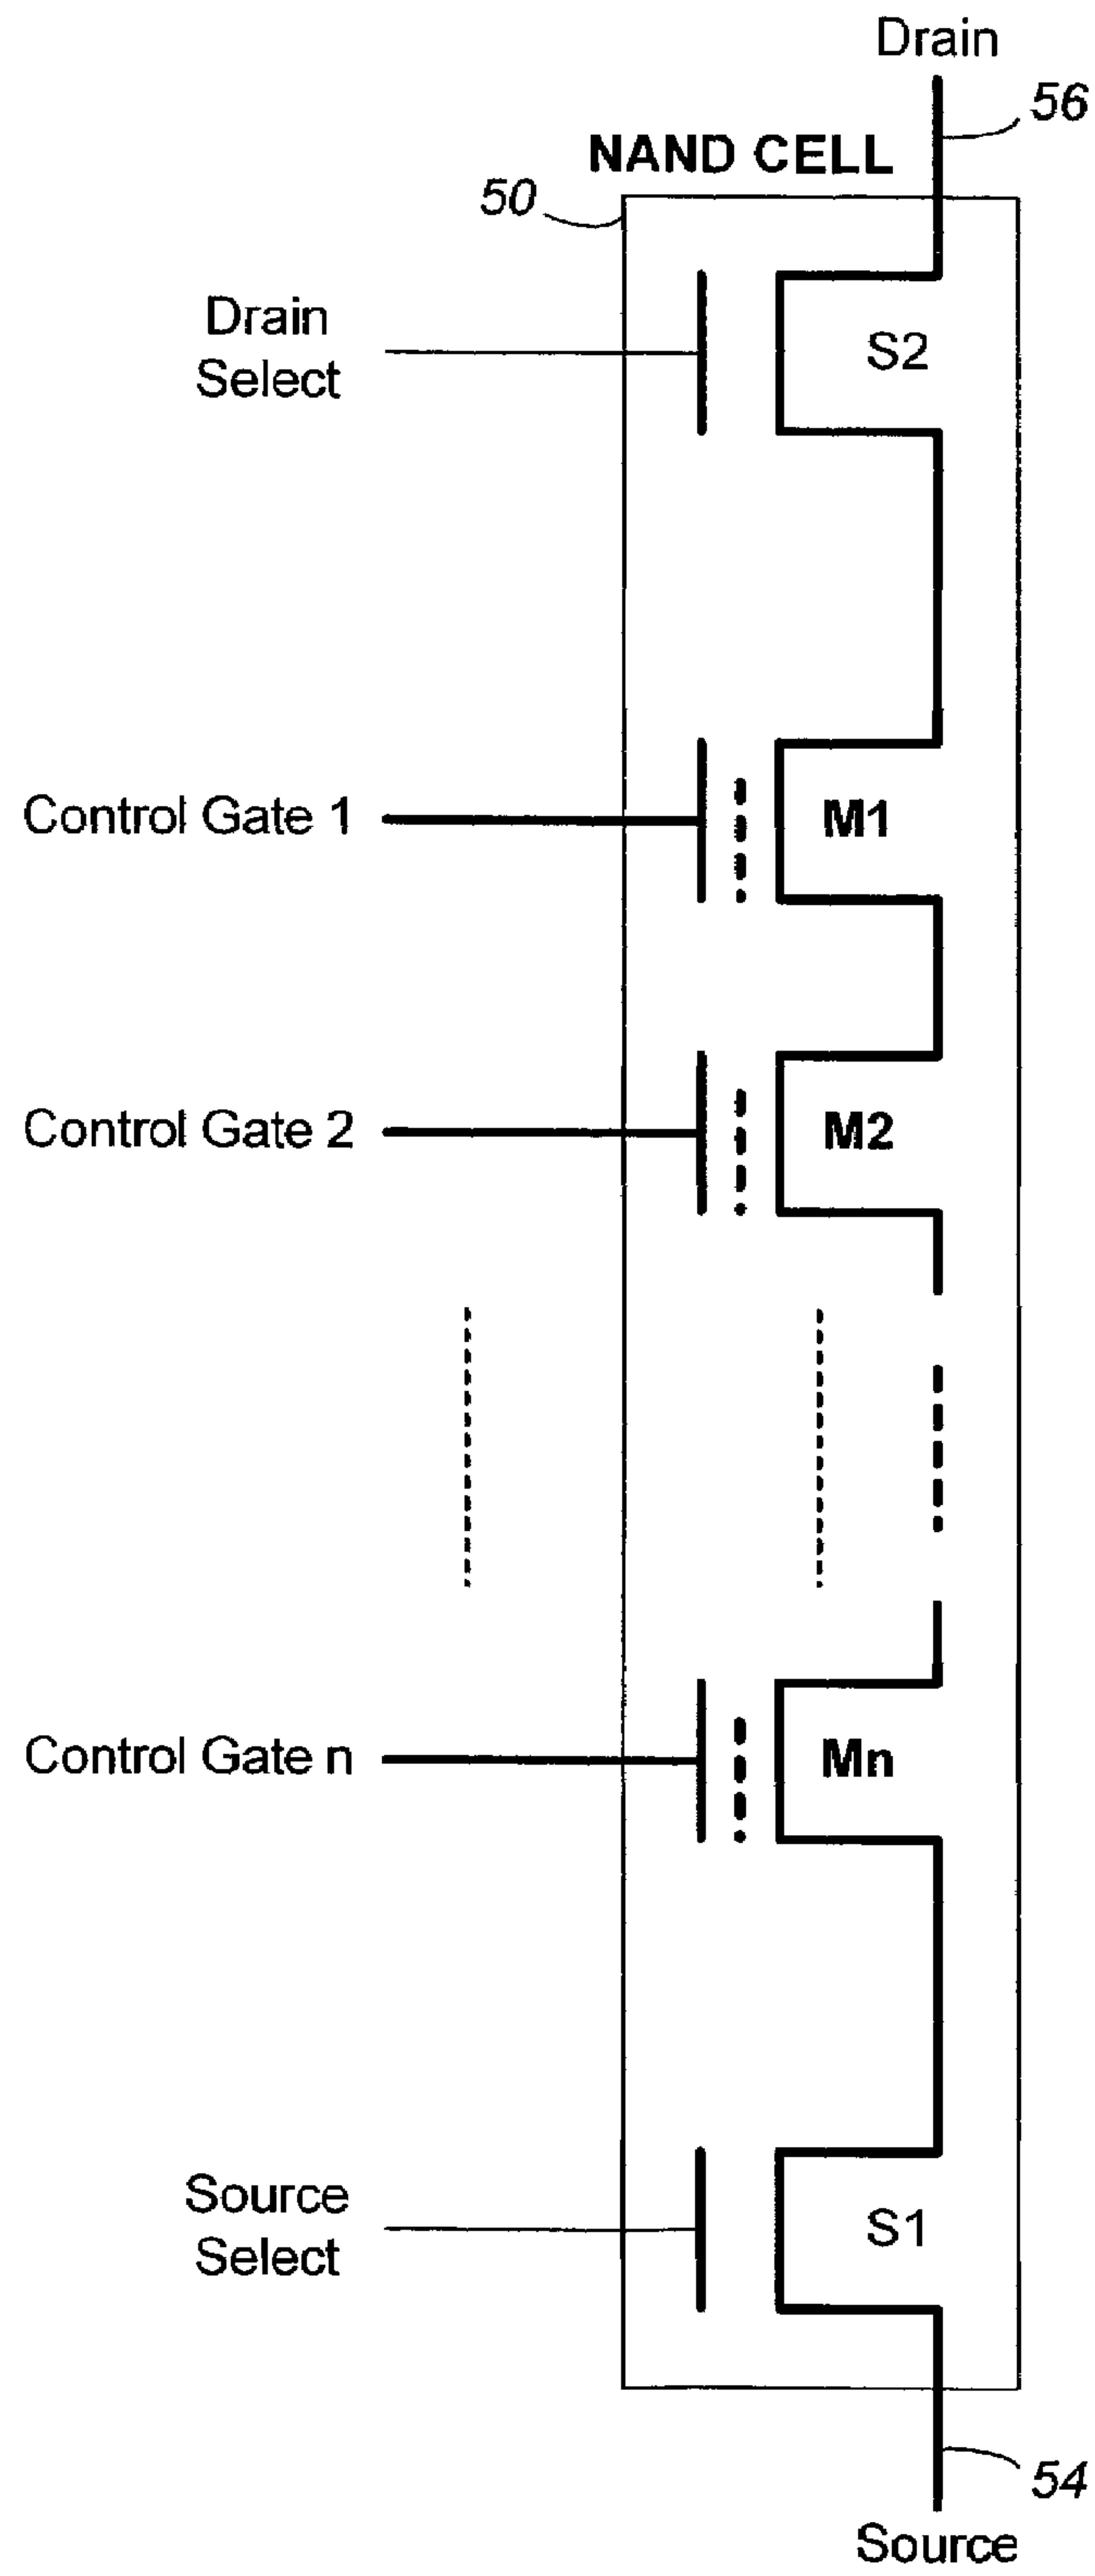 Drain
56
NAND CELL
50
Drain
Select
S2
Control Gate 1
M1
Control Gate 2
M2
Control Gate n
Mn
Source
Select
S1
54
Source